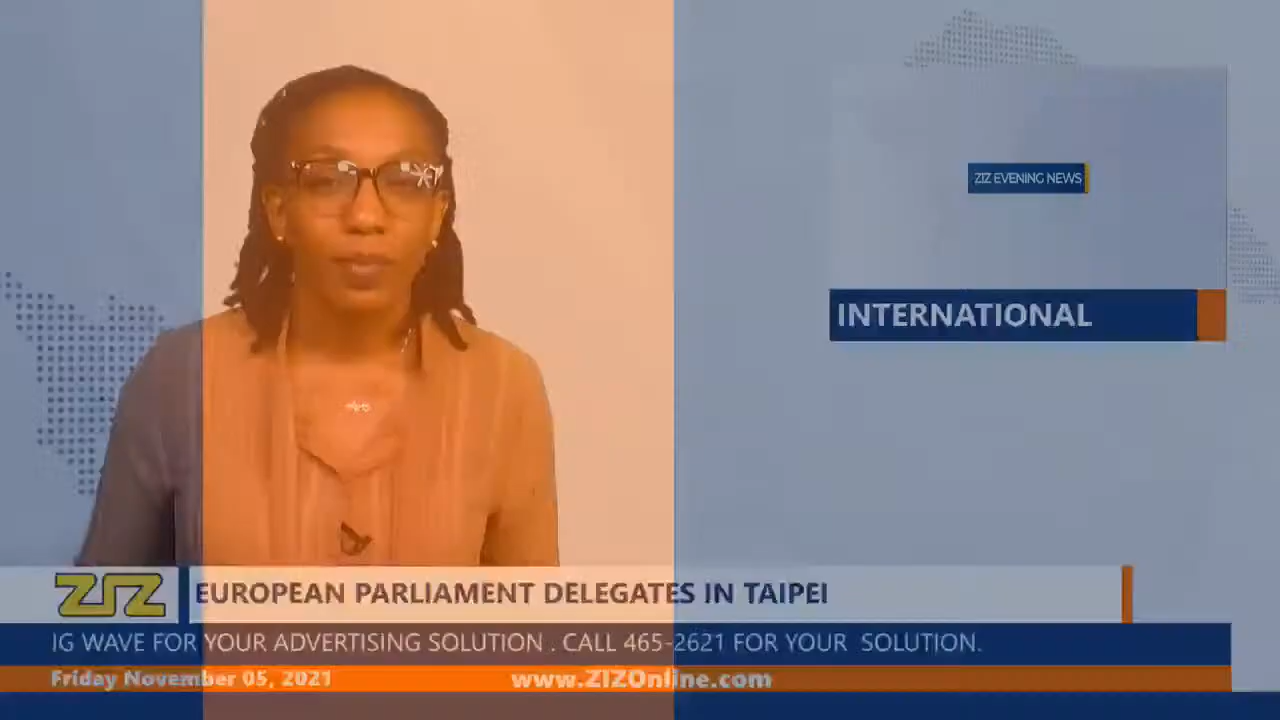 ZIZ EVENING NEWS
INTERNATIONAL
ZIZ
EUROPEAN PARLIAMENT DELEGATES IN TAIPEI
IG WAVE FOR YOUR ADVERTISING SOLUTION . CALL 465-2621 FOR YOUR SOLUTION.
Friday November 05, 2021
www.ZIZOnline.com